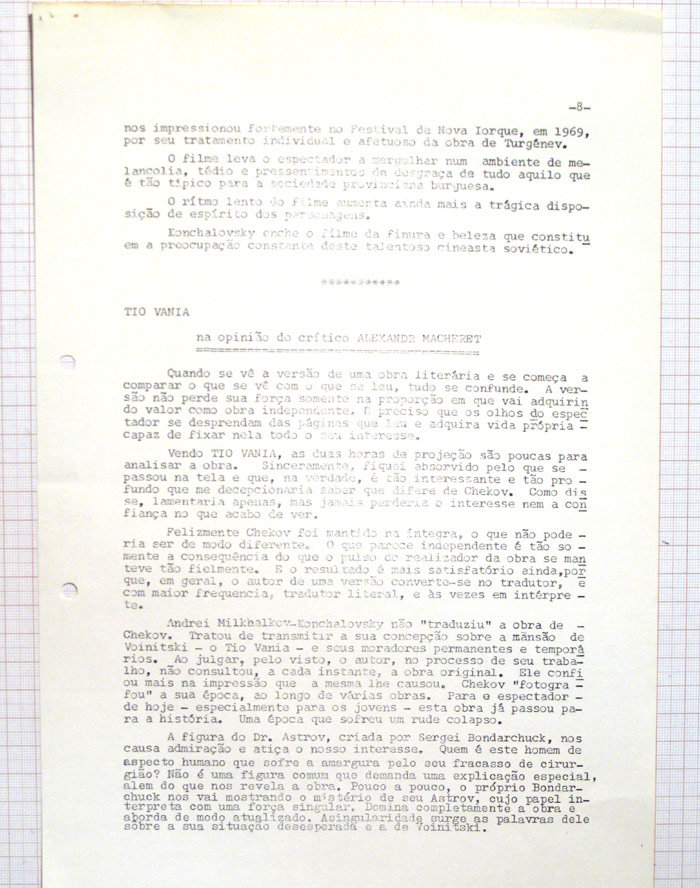 -8-
nos impressionou fortemente no Festival de Nova Iorque, em 1969,
por seu tratamento individual e afetuoso da obra de Turgênev.
O filme leva o espectador a mergulhar num ambiente de me-
lancolia, tédio e pressentimentos de desgraça de tudo aquilo que
é tão típico para a sociedade provinciana burguesa.
O rítmo lento do filme aumenta ainda mais a trágica dispo-
sição de espírito dos personagens.
Konchalovsky enche o filme da finura e beleza que constitu
em a preocupação constante deste talentoso cineasta soviético.
***********
TIO VANIA
na opinião do crítico ALEXANDR MACHERET
Quando se vê a versão de uma obra literária e se começa a
comparar o que se vê com o que se leu, tudo se confunde. A ver-
são não perde sua força somente na proporção em que vai adquirin
do valor como obra independente. É preciso que os olhos do espec
tador se desprendam das páginas que leu e adquira vida própria -
capaz de fixar nela todo o seu interesse.
Vendo TIO VANIA, as duas horas de projeção são poucas para
analisar a obra. Sinceramente, fiquei absorvido pelo que se -
passou na tela e que, na verdade, é tão interessante e tão pro -
fundo que me decepcionaria saber que difere de Chekov. Como dis
se, lamentaria apenas, mas jamais perderia o interesse nem a con
fiança no que acabo de ver.
Felizmente Chekov foi mantido na íntegra, o que não pode -
ria ser de modo diferente. O que parece independente é tão so -
mente a consequência do que o pulso do realizador da obra se man
teve tão fielmente. E o resultado é mais satisfatório ainda,por
que, em geral, o autor de uma versão converte-se no tradutor, e
com maior frequencia, tradutor literal, e às vezes em intérpre -
te.
Andrei Milkhalkov-Konchalovsky não "traduziu" a obra de -
Chekov. Tratou de transmitir a sua concepção sobre a mansão de
Voinitski - o Tio Vania - e seus moradores permanentes e temporá
rios. Ao julgar, pelo visto, o autor, no processo de seu traba-
lho, não consultou, a cada instante, a obra original. Ele confi
ou mais na impressão que a mesma lhe causou. Chekov "fotogra -
fou" a sua época, ao longo de várias obras. Para o espectador -
de hoje - especialmente para os jovens - esta obra já passou pa-
ra a história. Uma época que sofreu um rude colapso.
A figura do Dr. Astrov, criada por Sergei Bondarchuck, nos
causa admiração e atiça o nosso interesse. Quem é este homem de
aspecto humano que sofre a amargura pelo seu fracasso de cirur-
gião? Não é uma figura comum que demanda uma explicação especial,
alem do que nos revela a obra. Pouco a pouco, o próprio Bondar-
chuck nos vai mostrando o mistério de seu Astrov, cujo papel in-
terpreta com uma força singular. Domina completamente a obra e
aborda de modo atualizado. Asingularidade surge as palavras dele
sobre a sua situação desesperada e a de Voinitski.